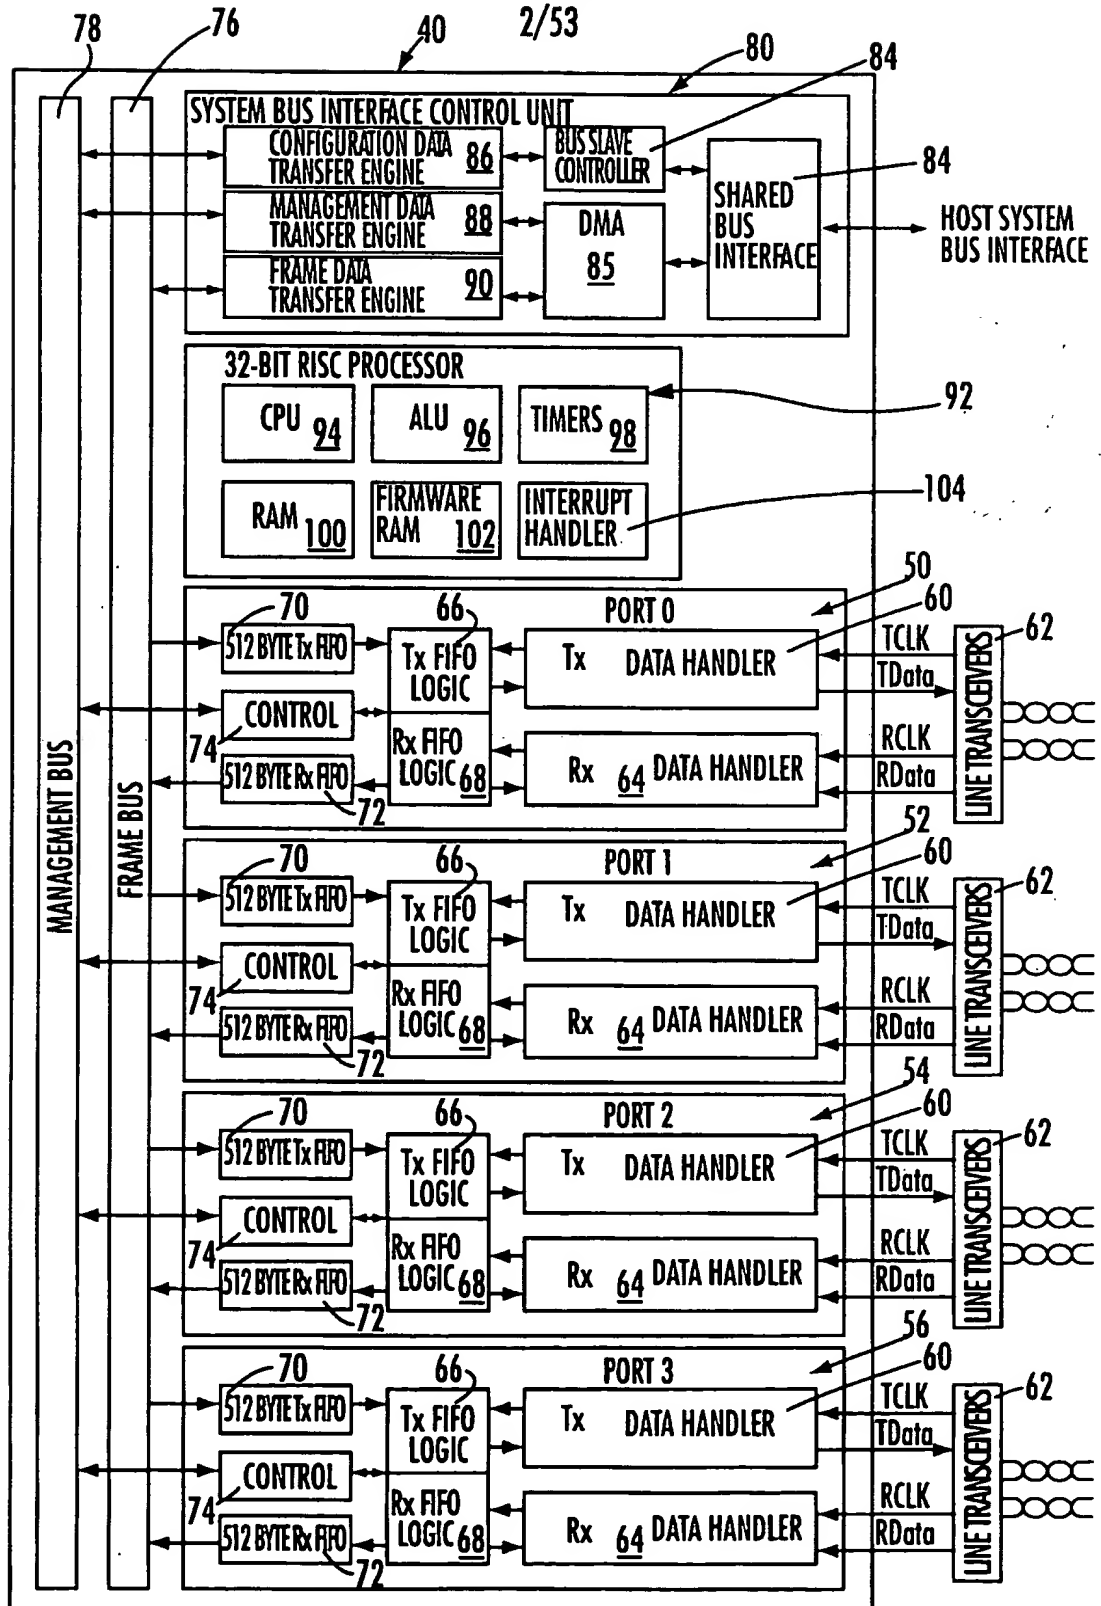 78
76
40
2/53
80
84
SYSTEM BUS INTERFACE CONTROL UNIT
CONFIGURATION DATA
TRANSFER ENGINE 86
BUS SLAVE
CONTROLLER
84
SHARED
BUS
INTERFACE
MANAGEMENT DATA
TRANSFER ENGINE 88
DMA
85
HOST SYSTEM
BUS INTERFACE
FRAME DATA
TRANSFER ENGINE 90
32-BIT RISC PROCESSOR
CPU 94
ALU 96
TIMERS 98
92
RAM 100
FIRMWARE
RAM 102
INTERRUPT
HANDLER
104
MANAGEMENT BUS
FRAME BUS
PORT 0
50
70
66
60
62
512 BYTE Tx FIFO
Tx FIFO
LOGIC
Tx DATA HANDLER
TCLK
TData
LINE TRANSCEIVERS
CONTROL
74
Rx FIFO
LOGIC 68
Rx 64 DATA HANDLER
RCLK
RData
512 BYTE Rx FIFO
72
PORT 1
52
70
66
60
62
512 BYTE Tx FIFO
Tx FIFO
LOGIC
Tx DATA HANDLER
TCLK
TData
LINE TRANSCEIVERS
CONTROL
74
Rx FIFO
LOGIC 68
Rx 64 DATA HANDLER
RCLK
RData
512 BYTE Rx FIFO
72
PORT 2
54
70
66
60
62
512 BYTE Tx FIFO
Tx FIFO
LOGIC
Tx DATA HANDLER
TCLK
TData
LINE TRANSCEIVERS
CONTROL
74
Rx FIFO
LOGIC 68
Rx 64 DATA HANDLER
RCLK
RData
512 BYTE Rx FIFO
72
PORT 3
56
70
66
60
62
512 BYTE Tx FIFO
Tx FIFO
LOGIC
Tx DATA HANDLER
TCLK
TData
LINE TRANSCEIVERS
CONTROL
74
Rx FIFO
LOGIC 68
Rx 64 DATA HANDLER
RCLK
RData
512 BYTE Rx FIFO
72